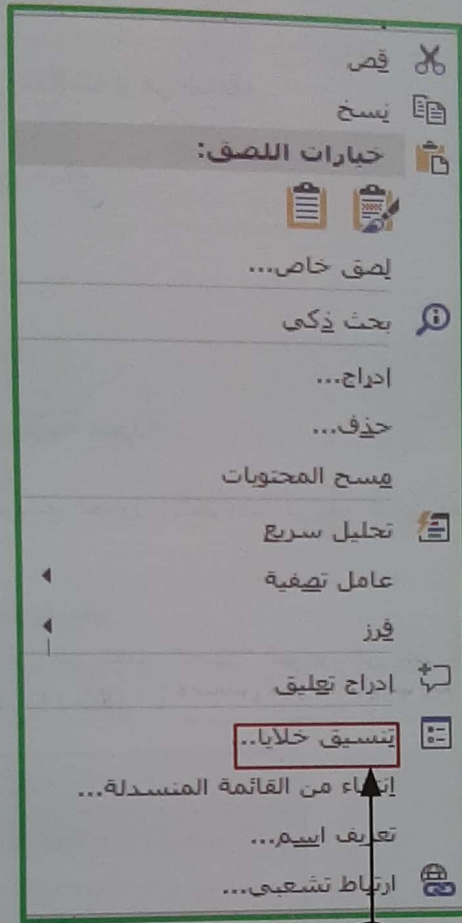 قص
نسخ
خيارات اللصق:
لصق خاص...
بحث ذكي
إدراج...
حذف...
مسح المحتويات
تحليل سريع
عامل تصفية
فرز
إدراج تعليق
تنسيق خلايا..
انتقاء من القائمة المنسدلة...
تعريف اسم...
ارتباط تشعبي...